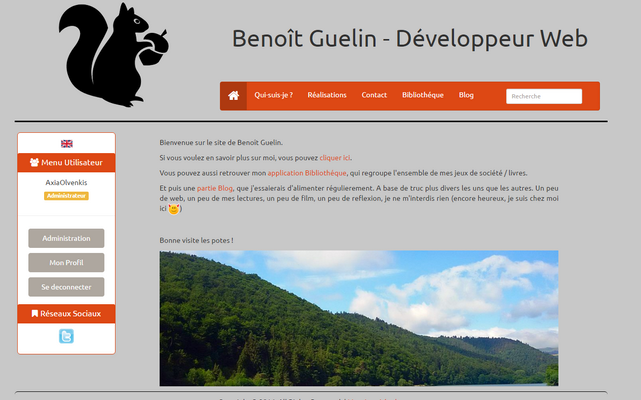 Benoît Guelin - Développeur Web
Qui-suis-je ? Réalisations Contact Bibliothéque Blog Recherche
Menu Utilisateur
AxiaOlvenkis
Administrateur
Administration
Mon Profil
Se deconnecter
Réseaux Sociaux
Bienvenue sur le site de Benoit Guelin.
Si vous voulez en savoir plus sur moi, vous pouvez cliquer ici.
Vous pouvez aussi retrouver mon application Bibliothéque, qui regroupe l'ensemble de mes jeux de société / livres.
Et puis une partie Blog, que j'essaierais d'alimenter régulierement. A base de truc plus divers les uns que les autres. Un peu
de web, un peu de mes lectures, un peu de film, un peu de reflexion, je ne m'interdis rien (encore heureux, je suis chez moi
ici )
Bonne visite les potes !